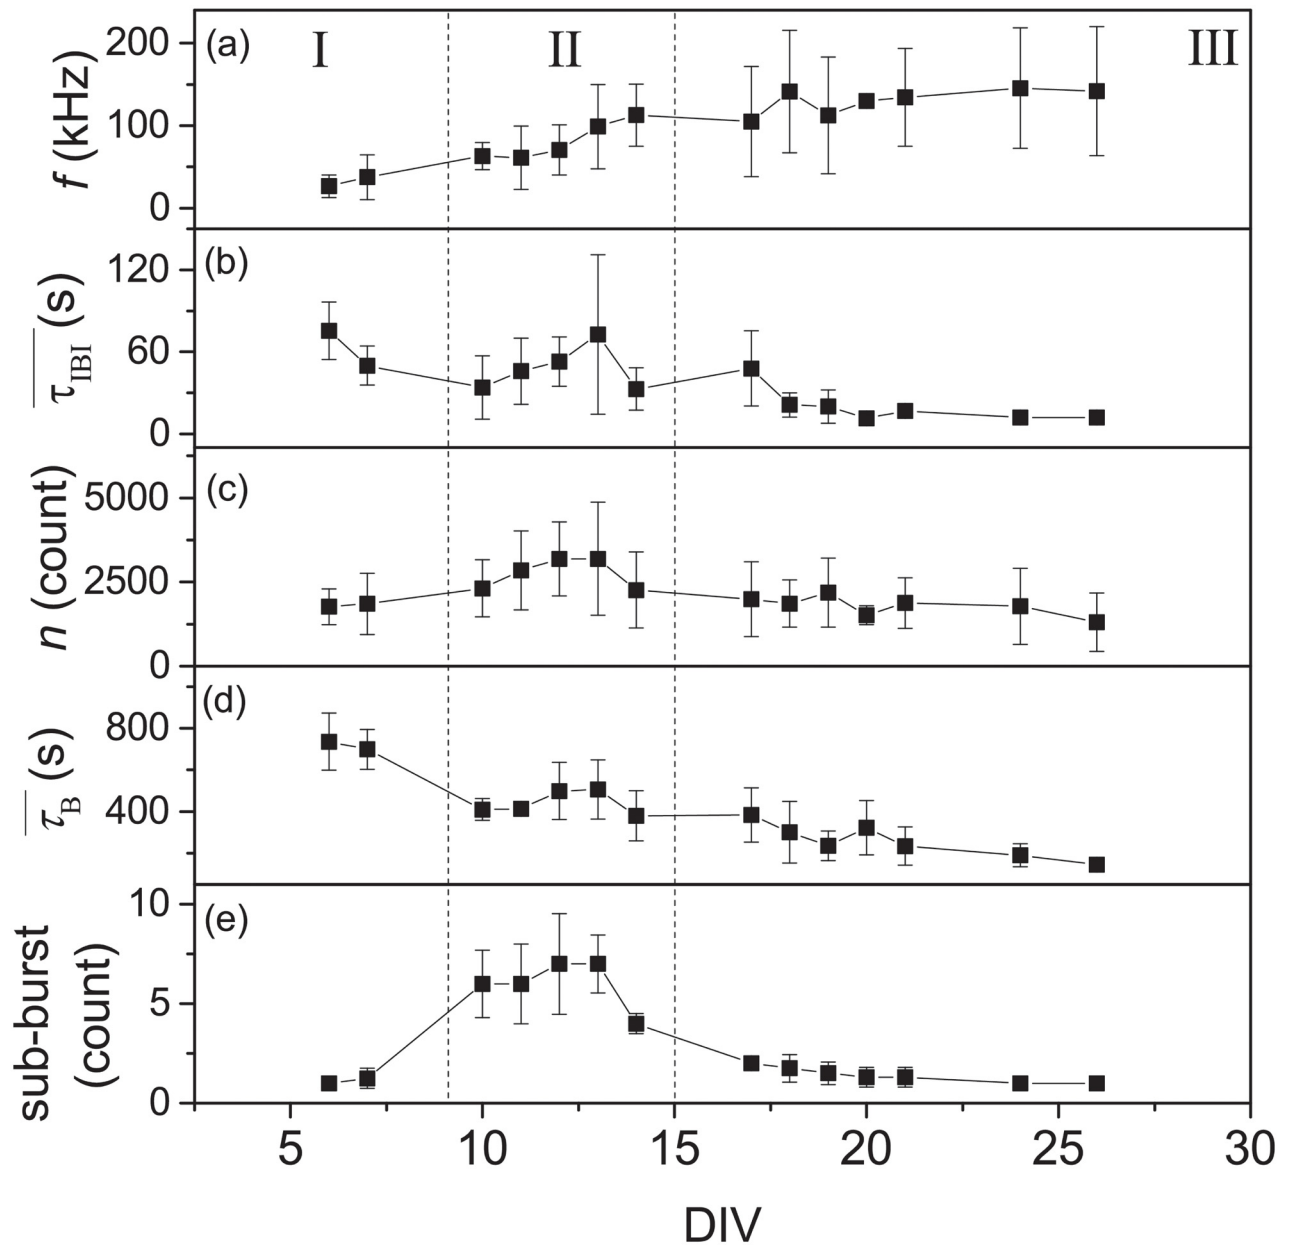 (a) I II III
200
100
0
f (kHz)
(b)
120
60
0
τIBI (s)
(c)
5000
2500
0
n (count)
(d)
800
400
τB (s)
(e)
10
5
0
sub-burst
(count)
5 10 15 20 25 30
DIV